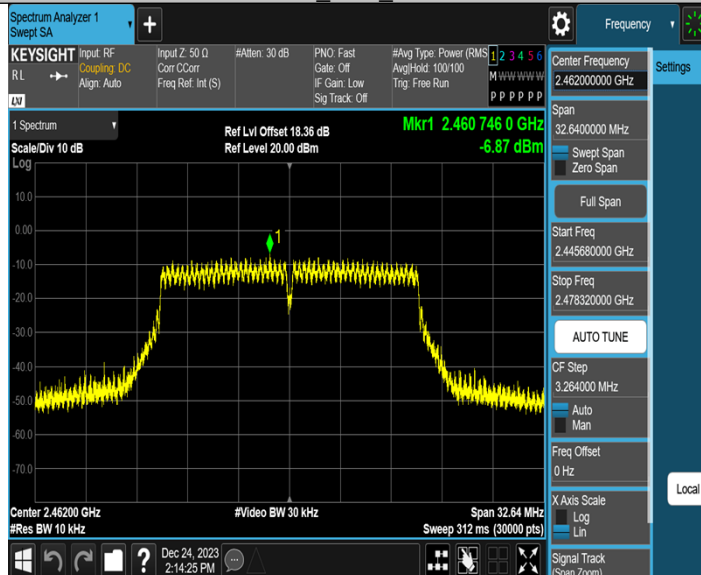 Spectrum Analyzer 1
Swept SA
Frequency
KEYSIGHT
RL
LXI
Input: RF
Coupling: DC
Align: Auto
Input Z: 50 Ω
Corr CCorr
Freq Ref: Int (S)
#Atten: 30 dB
PNO: Fast
Gate: Off
IF Gain: Low
Sig Track: Off
#Avg Type: Power (RMS
Avg|Hold: 100/100
Trig: Free Run
1 2 3 4 5 6
M W W W W W
P P P P P P
Center Frequency
2.462000000 GHz
Settings
Span
32.6400000 MHz
Swept Span
Zero Span
Full Span
Start Freq
2.445680000 GHz
Stop Freq
2.478320000 GHz
AUTO TUNE
CF Step
3.264000 MHz
Auto
Man
Freq Offset
0 Hz
X Axis Scale
Log
Lin
Local
Signal Track
(Span Zoom)
1 Spectrum
Scale/Div 10 dB
Log
Ref Lvl Offset 18.36 dB
Ref Level 20.00 dBm
Mkr1 2.460 746 0 GHz
-6.87 dBm
1
10.0
0.00
-10.0
-20.0
-30.0
-40.0
-50.0
-60.0
-70.0
Center 2.46200 GHz
#Res BW 10 kHz
#Video BW 30 kHz
Span 32.64 MHz
Sweep 312 ms (30000 pts)
?
Dec 24, 2023
2:14:25 PM